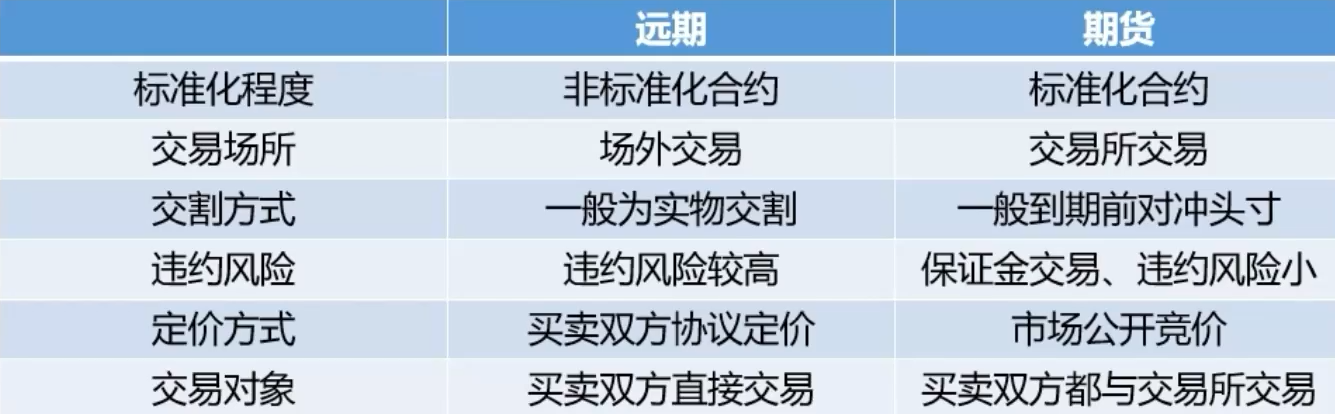 远期 期货
标准化程度 非标准化合约 标准化合约
交易场所 场外交易 交易所交易
交割方式 一般为实物交割 一般到期前对冲头寸
违约风险 违约风险较高 保证金交易、违约风险小
定价方式 买卖双方协议定价 市场公开竞价
交易对象 买卖双方直接交易 买卖双方都与交易所交易